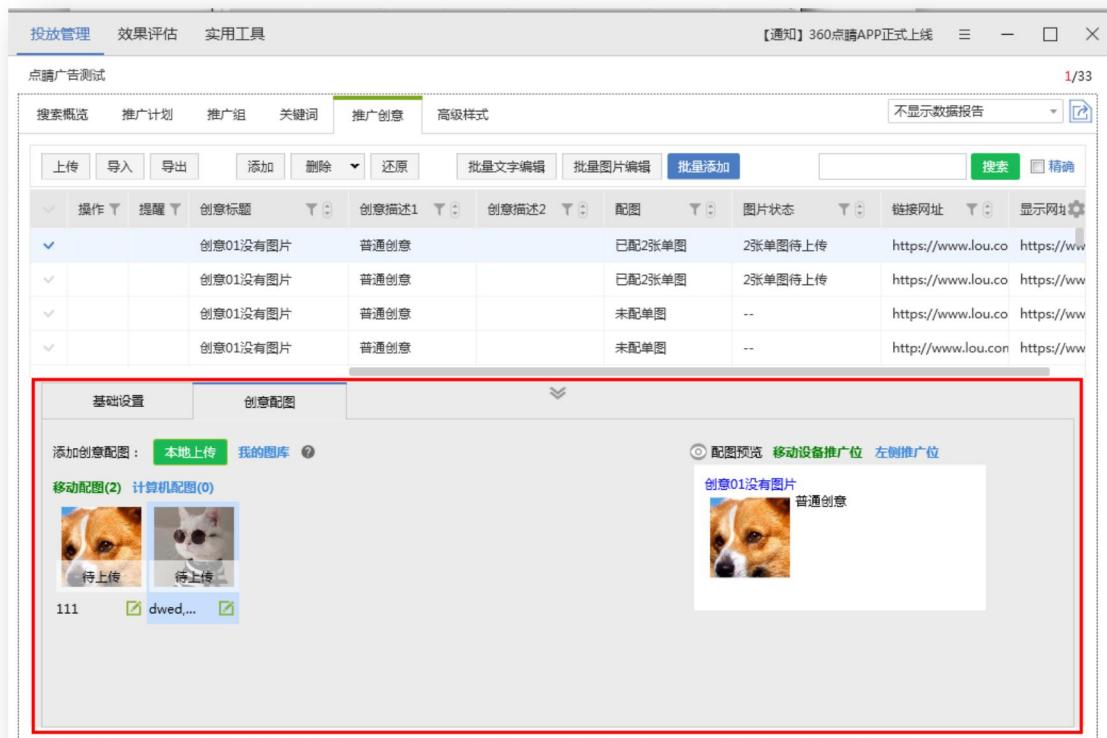 投放管理 效果评估 实用工具 【通知】360点睛APP正式上线
点睛广告测试 1/33
搜索概览 推广计划 推广组 关键词 推广创意 高级样式 不显示数据报告
上传 导入 导出 添加 删除 还原 批量文字编辑 批量图片编辑 批量添加 搜索 精确
操作 提醒 创意标题 创意描述1 创意描述2 配图 图片状态 链接网址 显示网址
创意01没有图片 普通创意 已配2张单图 2张单图待上传 https://www.lou.co https://ww
创意01没有图片 普通创意 已配2张单图 2张单图待上传 https://www.lou.co https://ww
创意01没有图片 普通创意 未配单图 -- https://www.lou.co https://ww
创意01没有图片 普通创意 未配单图 -- http://www.lou.con https://ww
基础设置 创意配图
添加创意配图： 本地上传 我的图库 配图预览 移动设备推广位 左侧推广位
移动配图(2) 计算机配图(0) 创意01没有图片
普通创意
待上传 待上传
111 dwed,...